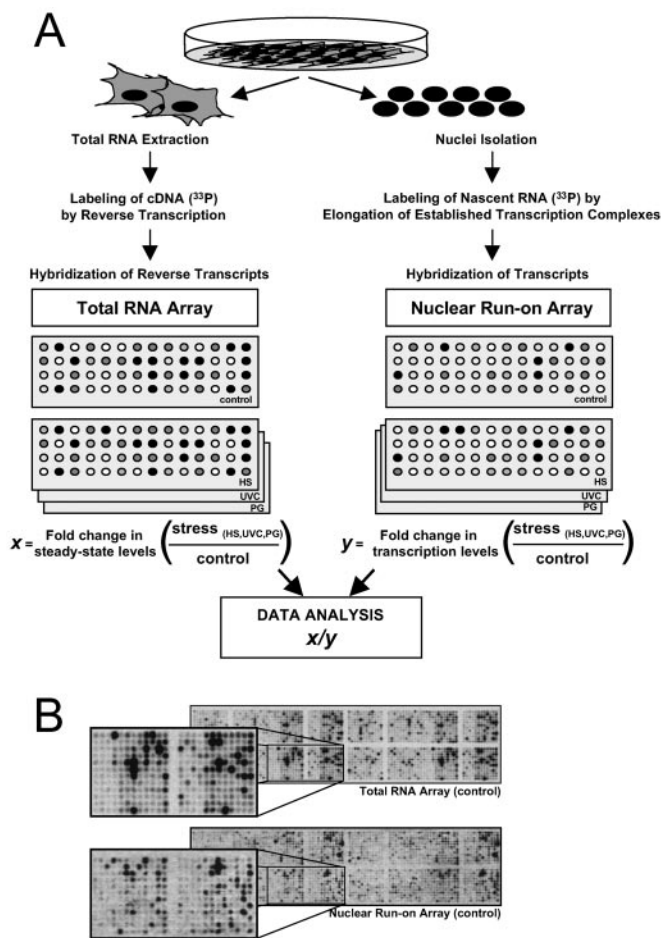 A
Total RNA Extraction
Nuclei Isolation
Labeling of cDNA (³³P)
by Reverse Transcription
Labeling of Nascent RNA (³³P) by
Elongation of Established Transcription Complexes
Hybridization of Reverse Transcripts
Hybridization of Transcripts
Total RNA Array
Nuclear Run-on Array
control
control
HS
UVC
PG
HS
UVC
PG
x = Fold change in steady-state levels (stress (HS,UVC,PG) / control)
y = Fold change in transcription levels (stress (HS,UVC,PG) / control)
DATA ANALYSIS
x/y
B
Total RNA Array (control)
Nuclear Run-on Array (control)